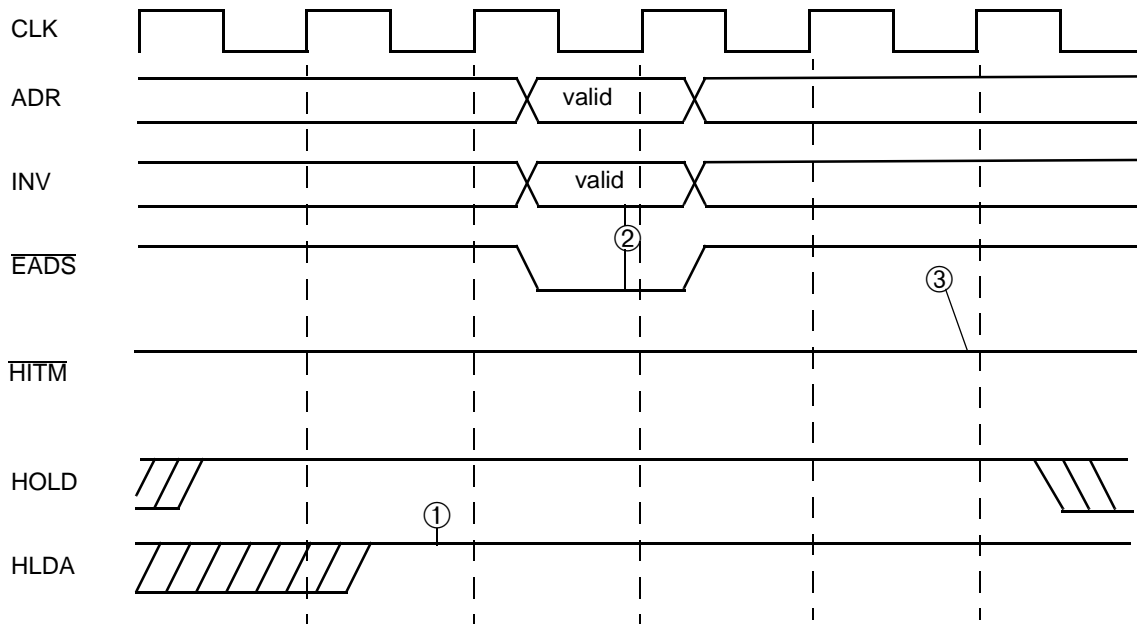 CLK
ADR
valid
INV
valid
②
EADS
③
HITM
HOLD
①
HLDA